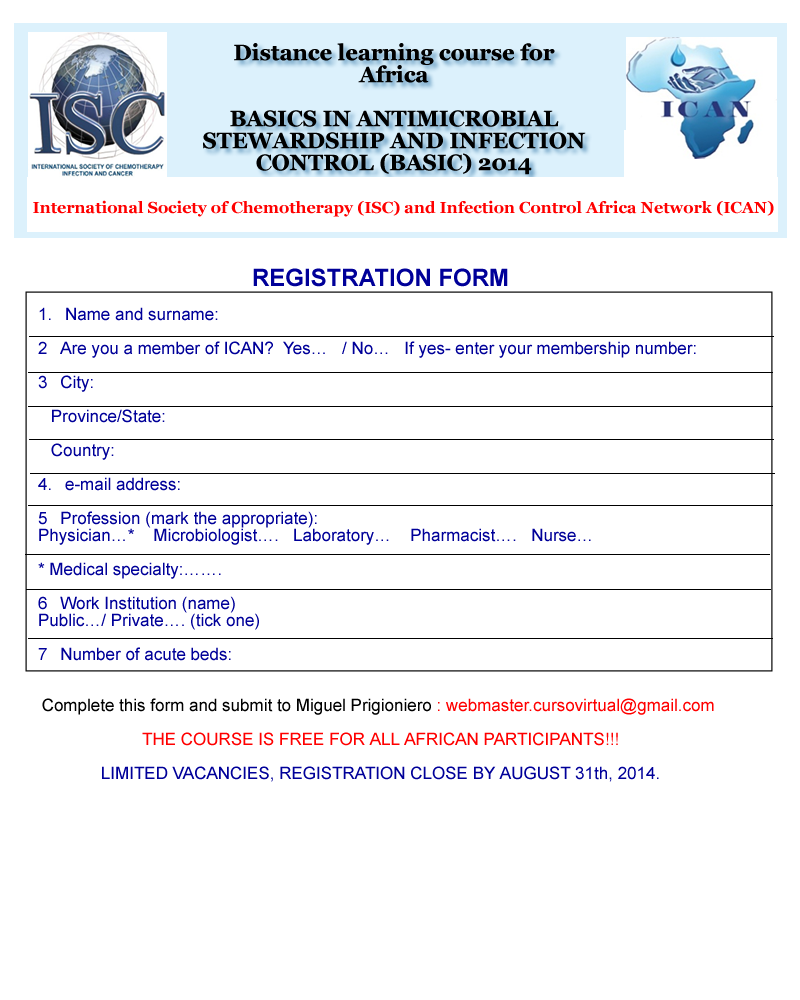 ISC
INTERNATIONAL SOCIETY OF CHEMOTHERAPY
INFECTION AND CANCER
Distance learning course for
Africa
BASICS IN ANTIMICROBIAL
STEWARDSHIP AND INFECTION
CONTROL (BASIC) 2014
ICAN
International Society of Chemotherapy (ISC) and Infection Control Africa Network (ICAN)
REGISTRATION FORM
1. Name and surname:
2 Are you a member of ICAN? Yes... / No... If yes- enter your membership number:
3 City:
Province/State:
Country:
4. e-mail address:
5 Profession (mark the appropriate):
Physician...* Microbiologist.... Laboratory... Pharmacist.... Nurse...
* Medical specialty:.......
6 Work Institution (name)
Public.../ Private.... (tick one)
7 Number of acute beds:
Complete this form and submit to Miguel Prigioniero : webmaster.cursovirtual@gmail.com
THE COURSE IS FREE FOR ALL AFRICAN PARTICIPANTS!!!
LIMITED VACANCIES, REGISTRATION CLOSE BY AUGUST 31th, 2014.